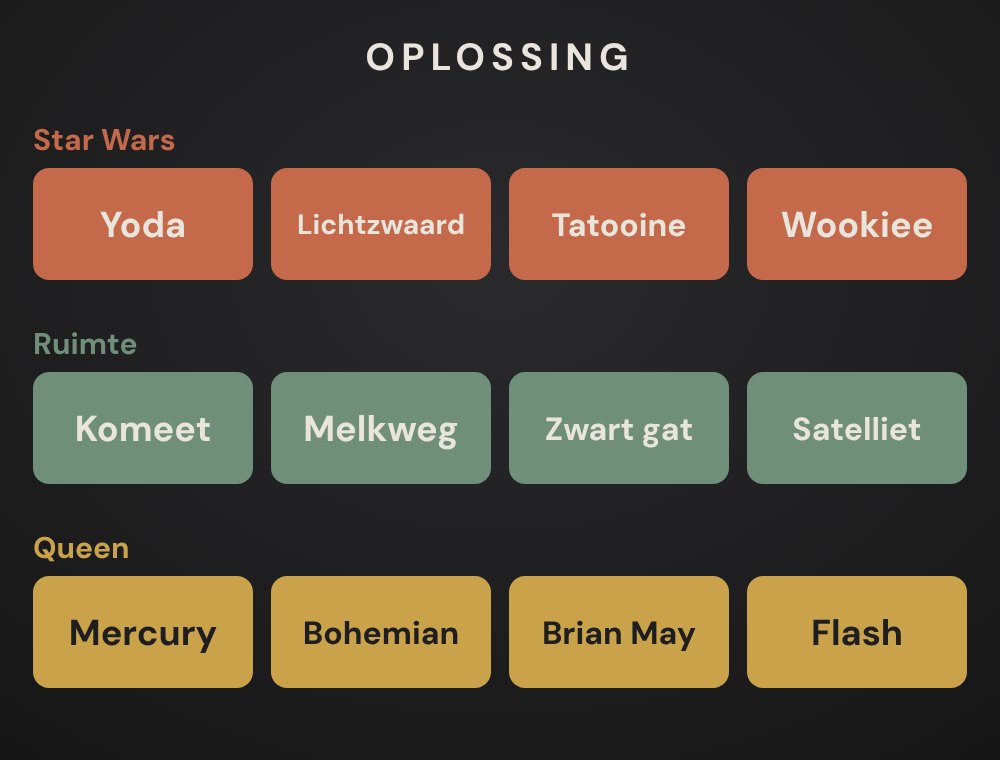 OPLOSSING
Star Wars
Yoda Lichtzwaard Tatooine Wookiee
Ruimte
Komeet Melkweg Zwart gat Satelliet
Queen
Mercury Bohemian Brian May Flash